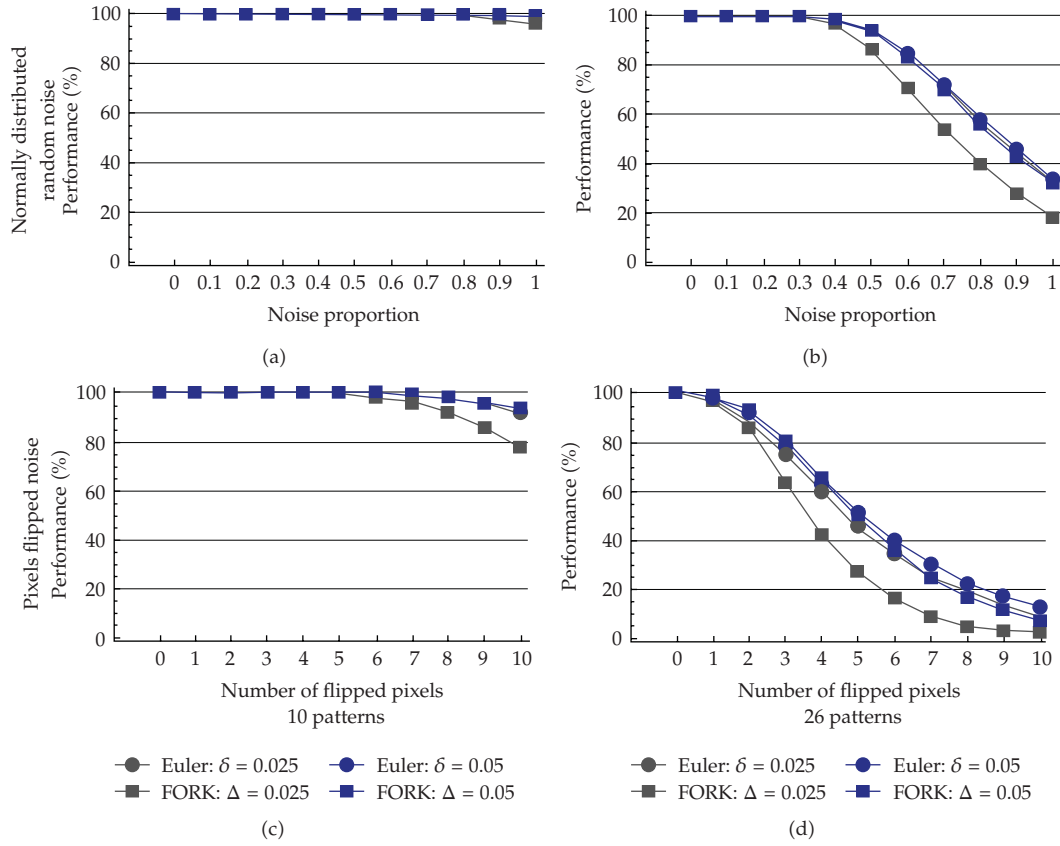 100
80
60
40
20
0
Normally distributed
random noise
Performance (%)
0 0.1 0.2 0.3 0.4 0.5 0.6 0.7 0.8 0.9 1
Noise proportion
(a)
100
80
60
40
20
0
Performance (%)
0 0.1 0.2 0.3 0.4 0.5 0.6 0.7 0.8 0.9 1
Noise proportion
(b)
100
80
60
40
20
0
Pixels flipped noise
Performance (%)
0 1 2 3 4 5 6 7 8 9 10
Number of flipped pixels
10 patterns
Euler: δ = 0.025 Euler: δ = 0.05
FORK: Δ = 0.025 FORK: Δ = 0.05
(c)
100
80
60
40
20
0
Performance (%)
0 1 2 3 4 5 6 7 8 9 10
Number of flipped pixels
26 patterns
Euler: δ = 0.025 Euler: δ = 0.05
FORK: Δ = 0.025 FORK: Δ = 0.05
(d)